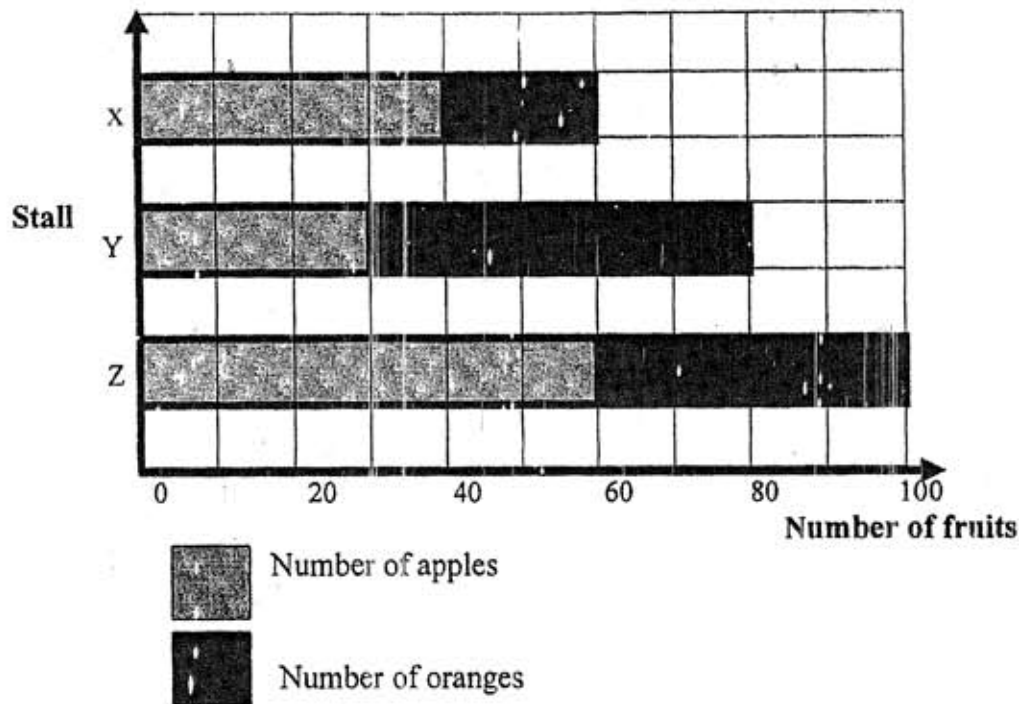 X
Stall
Y
Z
0 20 40 60 80 100
Number of fruits
Number of apples
Number of oranges